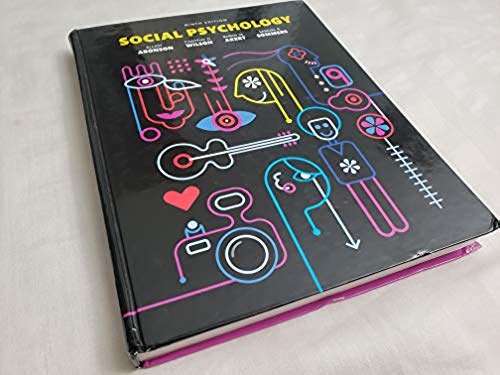 NINTH EDITION
SOCIAL PSYCHOLOGY
ELLIOT TIMOTHY D. ROBIN M. SAMUEL R.
ARONSON WILSON AKERT SOMMERS